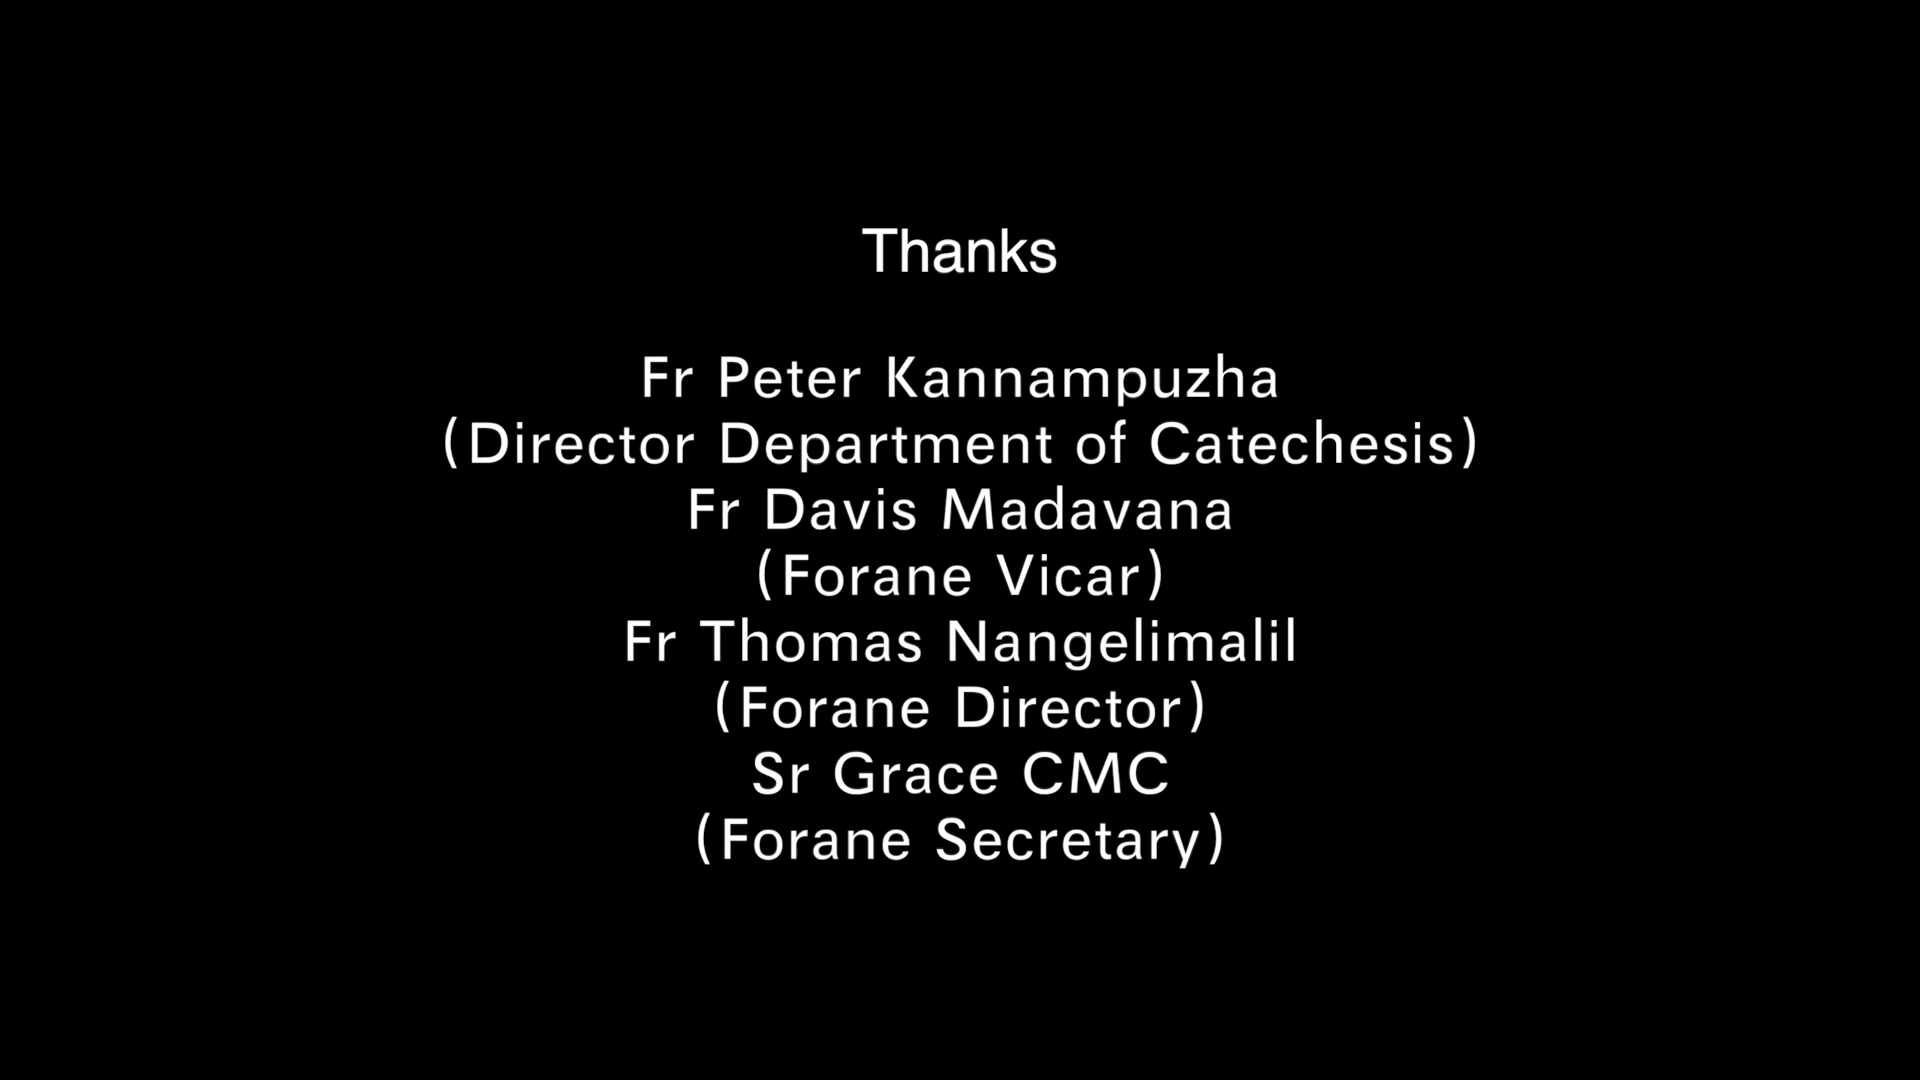 Thanks
Fr Peter Kannampuzha
(Director Department of Catechesis)
Fr Davis Madavana
(Forane Vicar)
Fr Thomas Nangelimalil
(Forane Director)
Sr Grace CMC
(Forane Secretary)